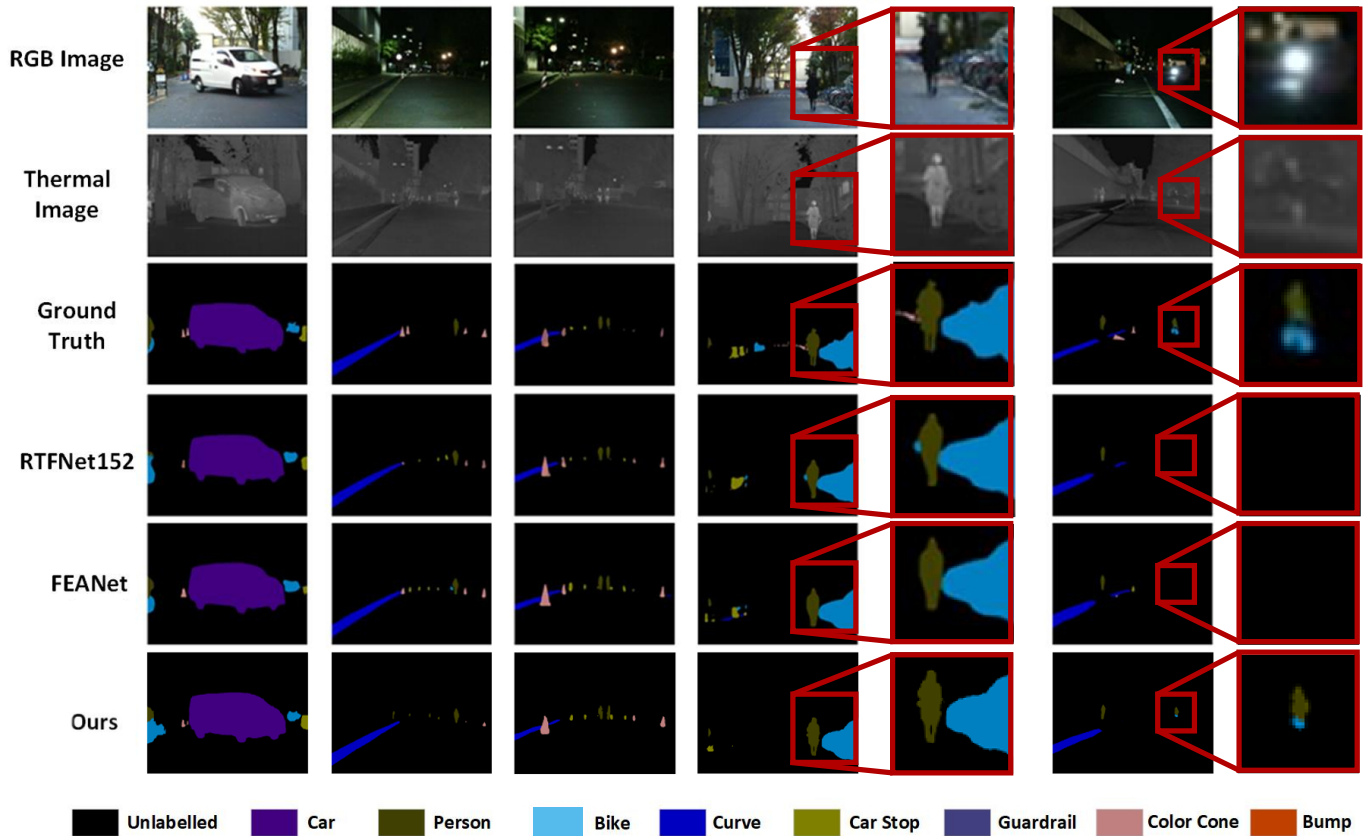 RGB Image
Thermal
Image
Ground
Truth
RTFNet152
FEANet
Ours
Unlabelled Car Person Bike Curve Car Stop Guardrail Color Cone Bump